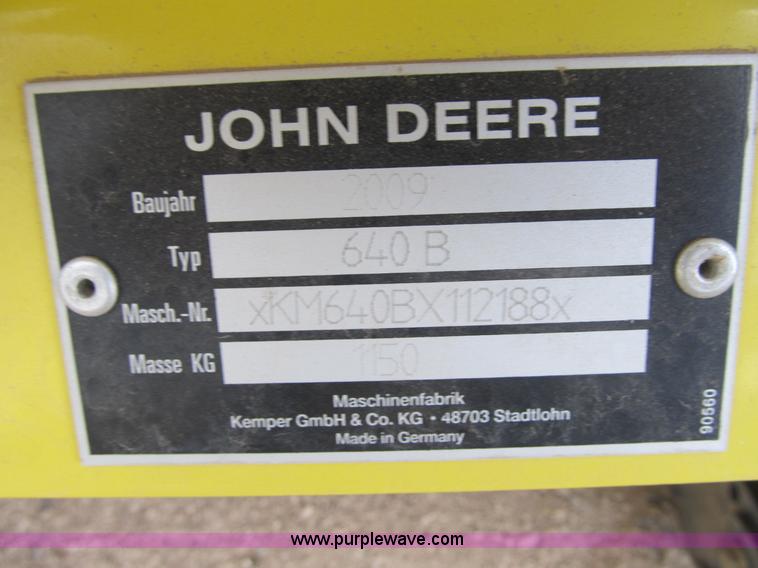 JOHN DEERE
Baujahr 2009
Typ 640 B
Masch.-Nr. xKM640BX112188x
Masse KG 1150
Maschinenfabrik
Kemper GmbH & Co. KG • 48703 Stadtlohn
Made in Germany
90560
www.purplewave.com